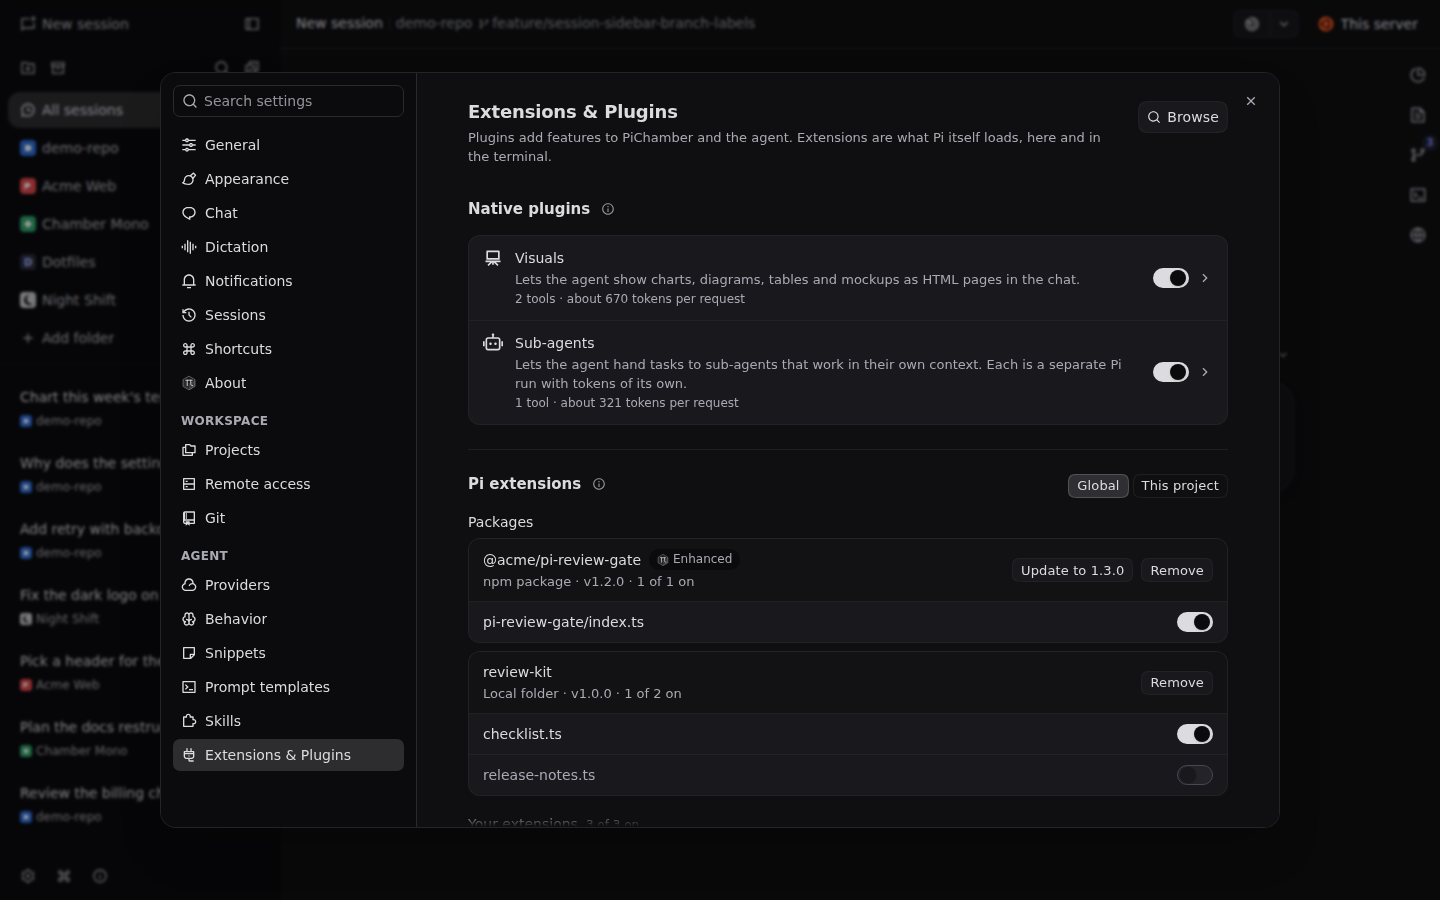 New session
New session demo-repo feature/session-sidebar-branch-labels
This server
All sessions
demo-repo
Acme Web
Chamber Mono
Dotfiles
Night Shift
Add folder
Chart this week's
demo-repo
Why does the
demo-repo
Add retry with
demo-repo
Fix the dark logo on
Night Shift
Pick a header for
Acme Web
Plan the docs
Chamber Mono
Review the billing
demo-repo
Search settings
General
Appearance
Chat
Dictation
Notifications
Sessions
Shortcuts
About
WORKSPACE
Projects
Remote access
Git
AGENT
Providers
Behavior
Snippets
Prompt templates
Skills
Extensions & Plugins
Extensions & Plugins
Browse
Plugins add features to PiChamber and the agent. Extensions are what Pi itself loads, here and in
the terminal.
Native plugins
Visuals
Lets the agent show charts, diagrams, tables and mockups as HTML pages in the chat.
2 tools · about 670 tokens per request
Sub-agents
Lets the agent hand tasks to sub-agents that work in their own context. Each is a separate Pi
run with tokens of its own.
1 tool · about 321 tokens per request
Pi extensions
Global
This project
Packages
@acme/pi-review-gate Enhanced
npm package · v1.2.0 · 1 of 1 on
Update to 1.3.0
Remove
pi-review-gate/index.ts
review-kit
Local folder · v1.0.0 · 1 of 2 on
Remove
checklist.ts
release-notes.ts
Your extensions 3 of 3 on